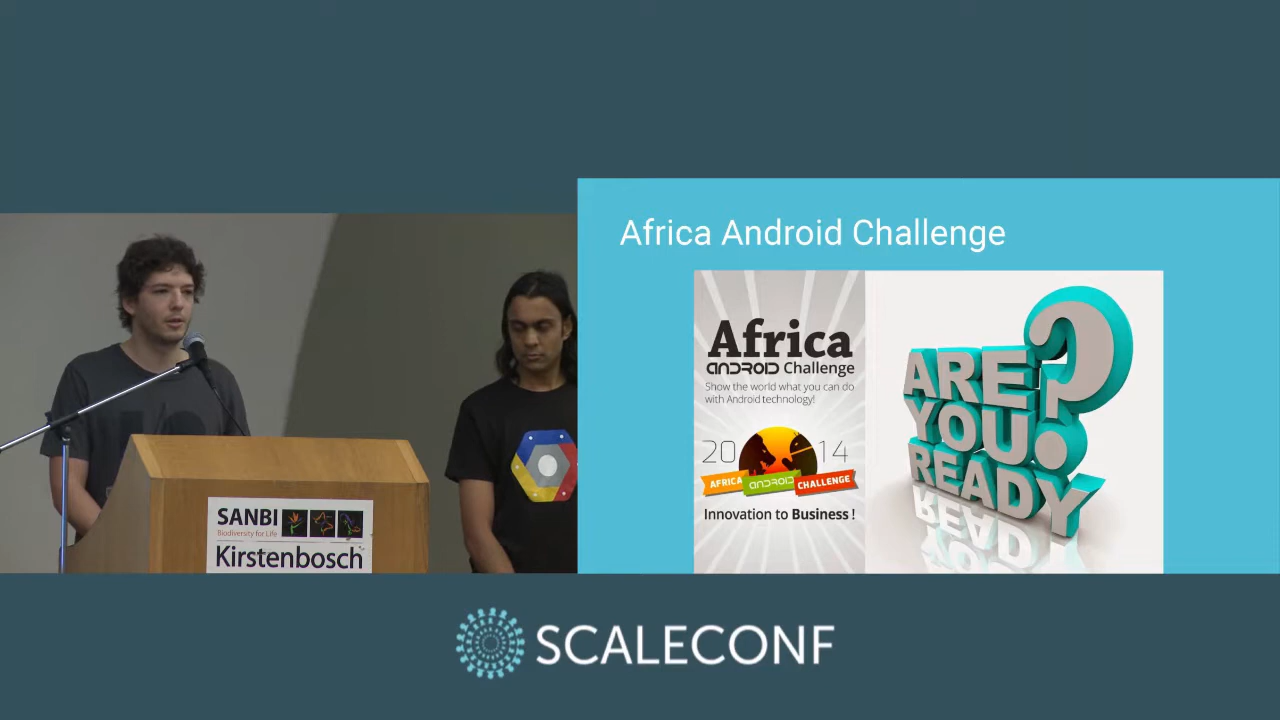 Africa Android Challenge
Africa
ANDROID Challenge
Show the world what you can do
with Android technology!
20 14
AFRICA ANDROID CHALLENGE
Innovation to Business !
ARE
YOU
READY
?
READ
SANBI
Biodiversity for Life
Kirstenbosch
SCALECONF